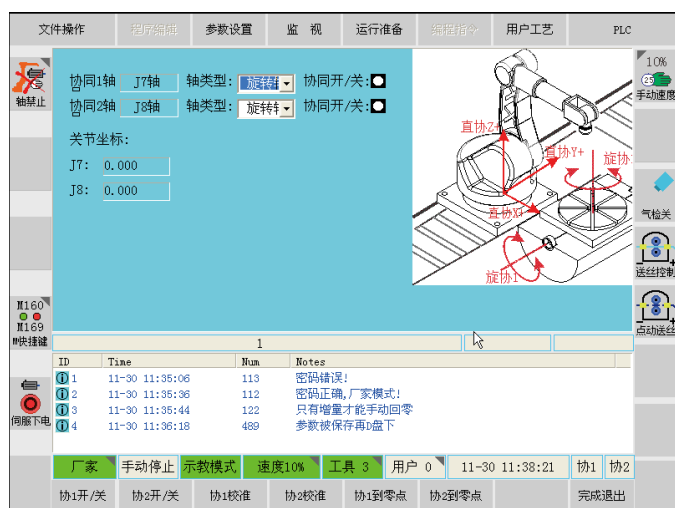 文件操作 程序编辑 参数设置 监 视 运行准备 编程指令 用户工艺 PLC
轴禁止
10%
25
手动速度
协同1轴 J7轴 轴类型: 旋转 协同开/关:
协同2轴 J8轴 轴类型: 旋转 协同开/关:
关节坐标:
J7: 0.000
J8: 0.000
直协Z+
直协Y+
旋协
直协X+
旋协1
气检关
送丝控制
点动送丝
M160
M169
M快捷键
伺服下电
1
ID Time Num Notes
1 11-30 11:35:06 113 密码错误!
2 11-30 11:35:36 112 密码正确,厂家模式!
3 11-30 11:35:44 122 只有增量才能手动回零
4 11-30 11:36:18 489 参数被保存再D盘下
厂家 手动停止 示教模式 速度10% 工具 3 用户 0 11-30 11:38:21 协1 协2
协1开/关 协2开/关 协1校准 协2校准 协1到零点 协2到零点 完成退出